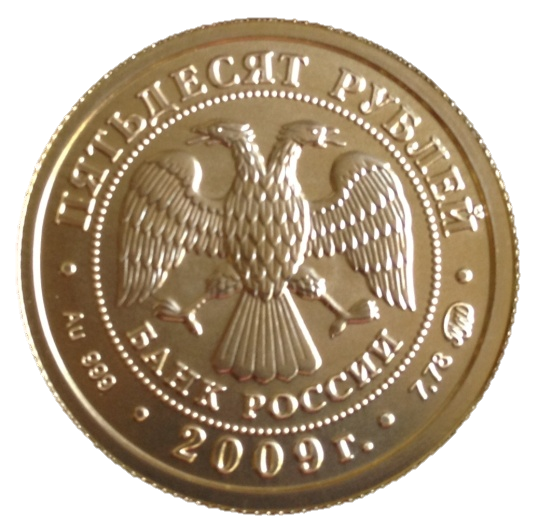 ПЯТЬДЕСЯТ РУБЛЕЙ
БАНК РОССИИ
Au 999
• 2009г. •
7,78